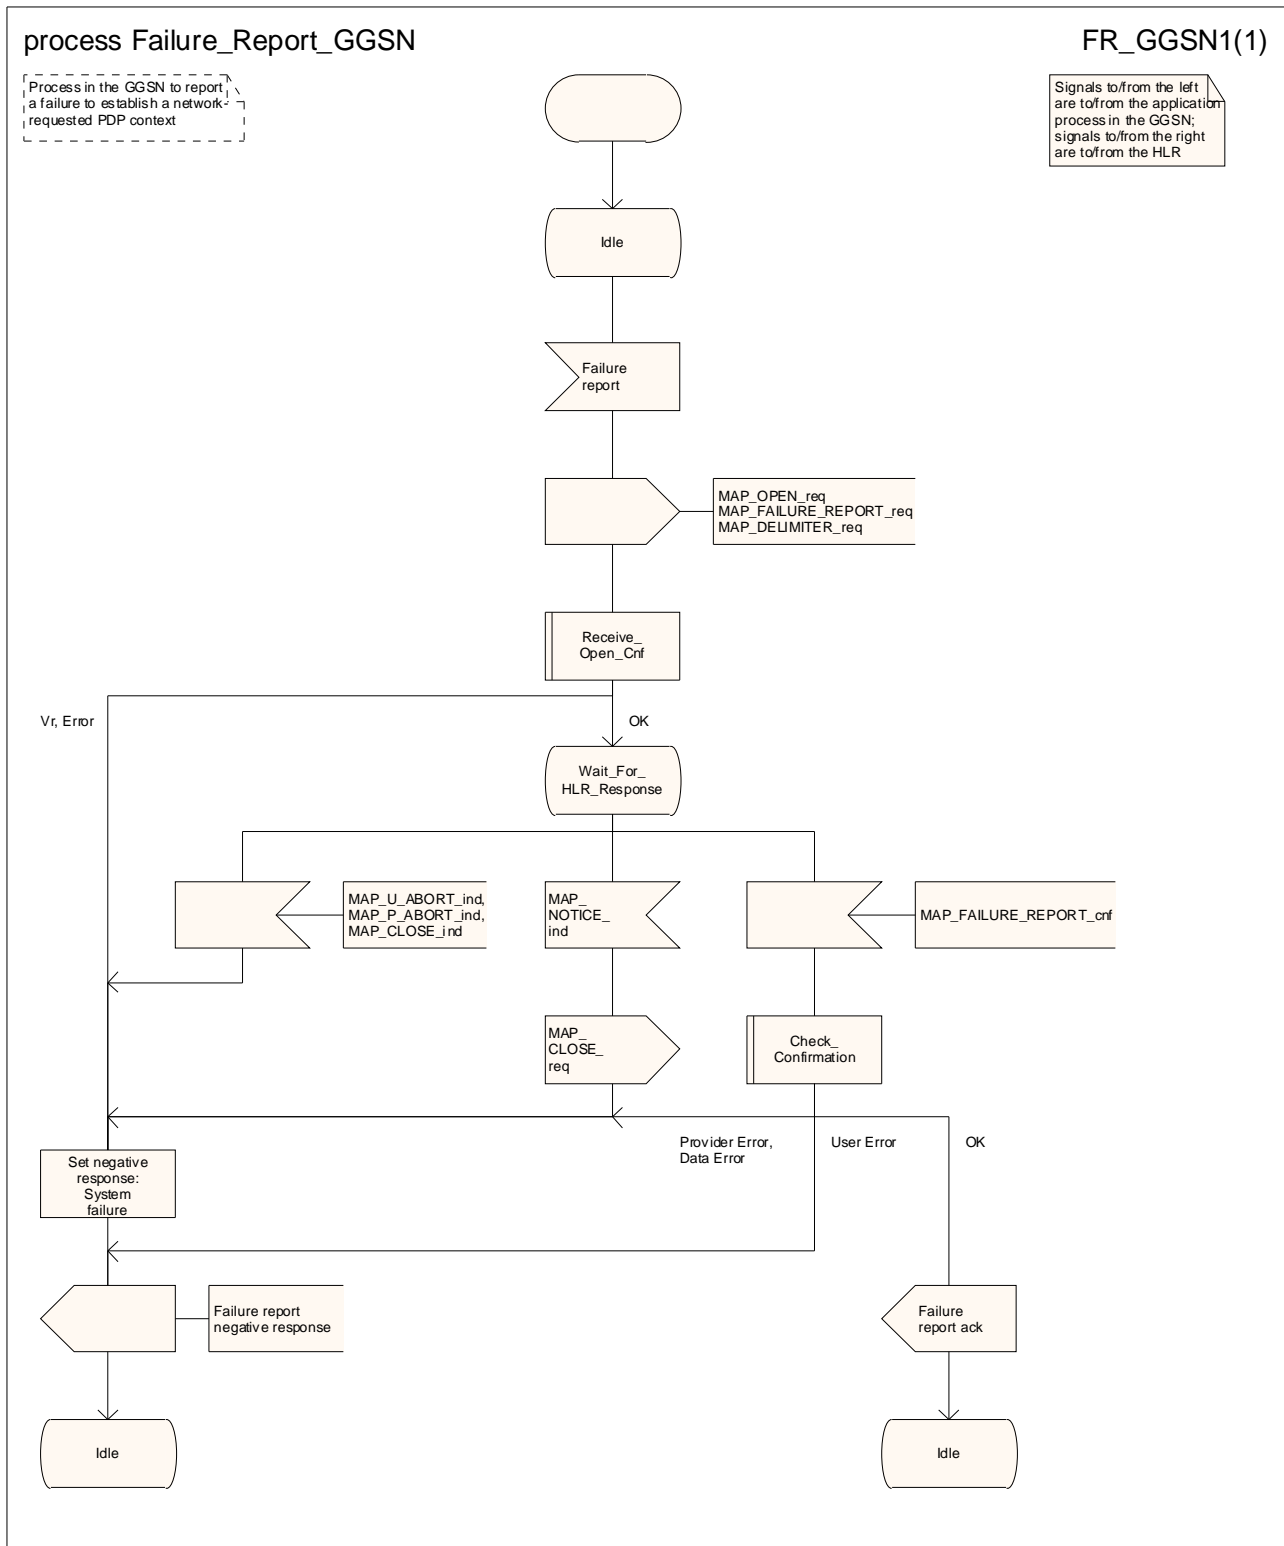 process Failure_Report_GGSN
FR_GGSN1(1)
Process in the GGSN to report
a failure to establish a network-
requested PDP context
Signals to/from the left
are to/from the application
process in the GGSN;
signals to/from the right
are to/from the HLR
Idle
Failure
report
MAP_OPEN_req
MAP_FAILURE_REPORT_req
MAP_DELIMITER_req
Receive_
Open_Cnf
Vr, Error
OK
Wait_For_
HLR_Response
MAP_U_ABORT_ind,
MAP_P_ABORT_ind,
MAP_CLOSE_ind
MAP_
NOTICE_
ind
MAP_FAILURE_REPORT_cnf
MAP_
CLOSE_
req
Check_
Confirmation
Provider Error,
Data Error
User Error
OK
Set negative
response:
System
failure
Failure report
negative response
Failure
report ack
Idle
Idle